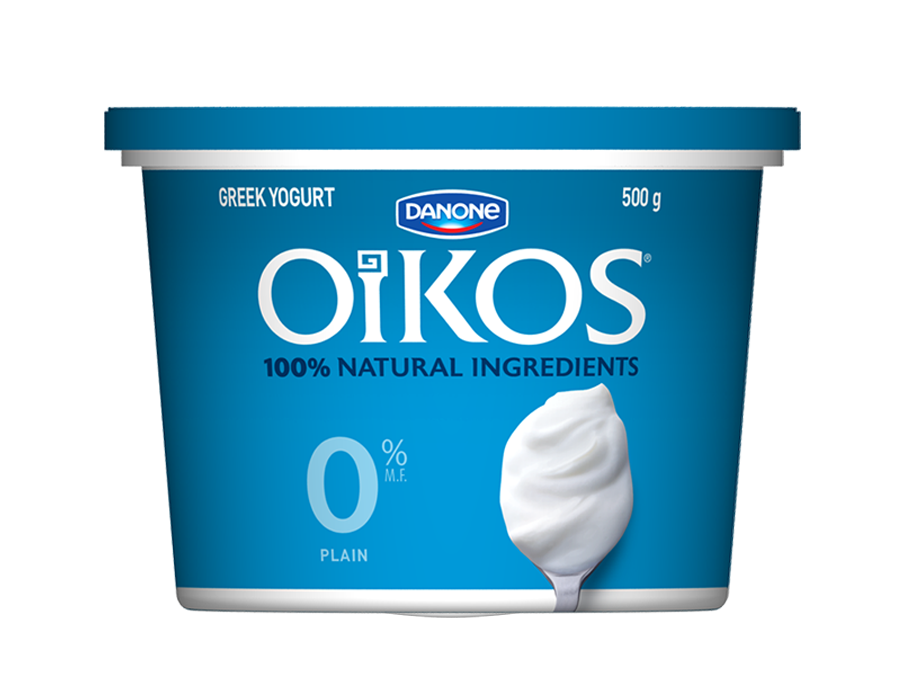 GREEK YOGURT
500 g
DANONE
OiKOS®
100% NATURAL INGREDIENTS
0%
M.F.
PLAIN